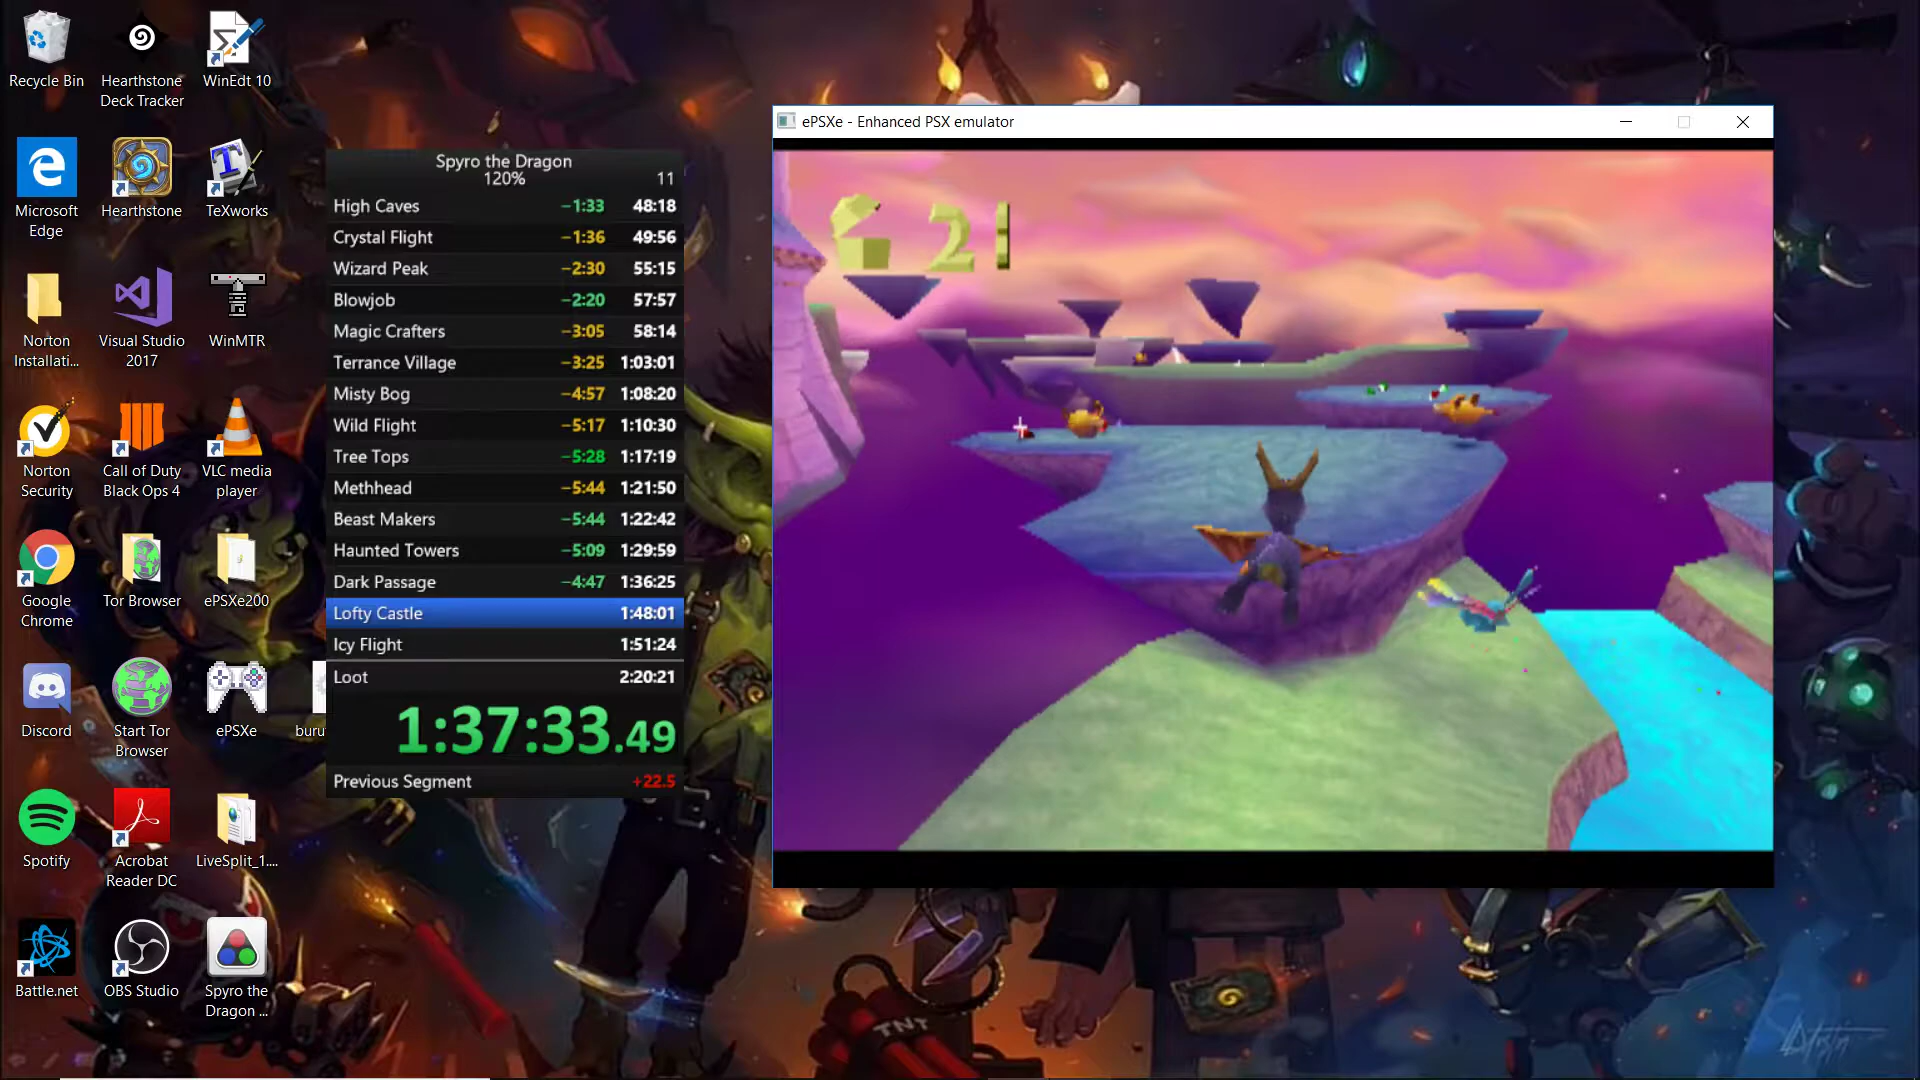 Recycle Bin
Hearthstone
Deck Tracker
WinEdt 10
Microsoft
Edge
Hearthstone
TeXworks
Norton
Installati...
Visual Studio
2017
WinMTR
Norton
Security
Call of Duty
Black Ops 4
VLC media
player
Google
Chrome
Tor Browser
ePSXe200
Discord
Start Tor
Browser
ePSXe
buru
Spotify
Acrobat
Reader DC
LiveSplit_1....
Battle.net
OBS Studio
Spyro the
Dragon ...
Spyro the Dragon
120% 11
High Caves −1:33 48:18
Crystal Flight −1:36 49:56
Wizard Peak −2:30 55:15
Blowjob −2:20 57:57
Magic Crafters −3:05 58:14
Terrance Village −3:25 1:03:01
Misty Bog −4:57 1:08:20
Wild Flight −5:17 1:10:30
Tree Tops −5:28 1:17:19
Methhead −5:44 1:21:50
Beast Makers −5:44 1:22:42
Haunted Towers −5:09 1:29:59
Dark Passage −4:47 1:36:25
Lofty Castle 1:48:01
Icy Flight 1:51:24
Loot 2:20:21
1:37:33.49
Previous Segment +22.5
ePSXe - Enhanced PSX emulator
21
TNT